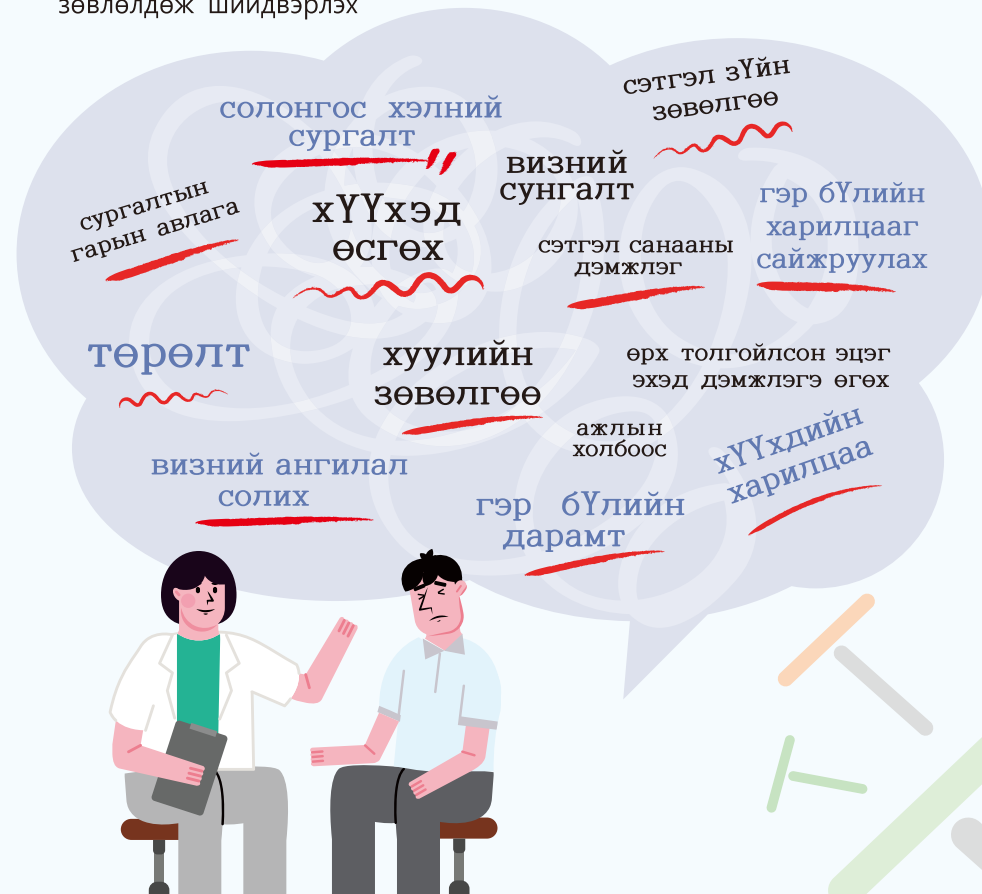 зөвлөлдөж шийдвэрлэх
солонгос хэлний
сургалт
сэтгэл зҮйн
зөвөлгөө
визний
сунгалт
сургалтын
гарын авлага
хҮҮхэд
өсгөх
гэр бҮлийн
харилцааг
сайжруулах
сэтгэл санааны
дэмжлэг
төрөлт
хуулийн
зөвөлгөө
өрх толгойлсон эцэг
эхэд дэмжлэгэ өгөх
ажлын
холбоос
хҮҮхдийн
харилцаа
визний ангилал
солих
гэр бҮлийн
дарамт